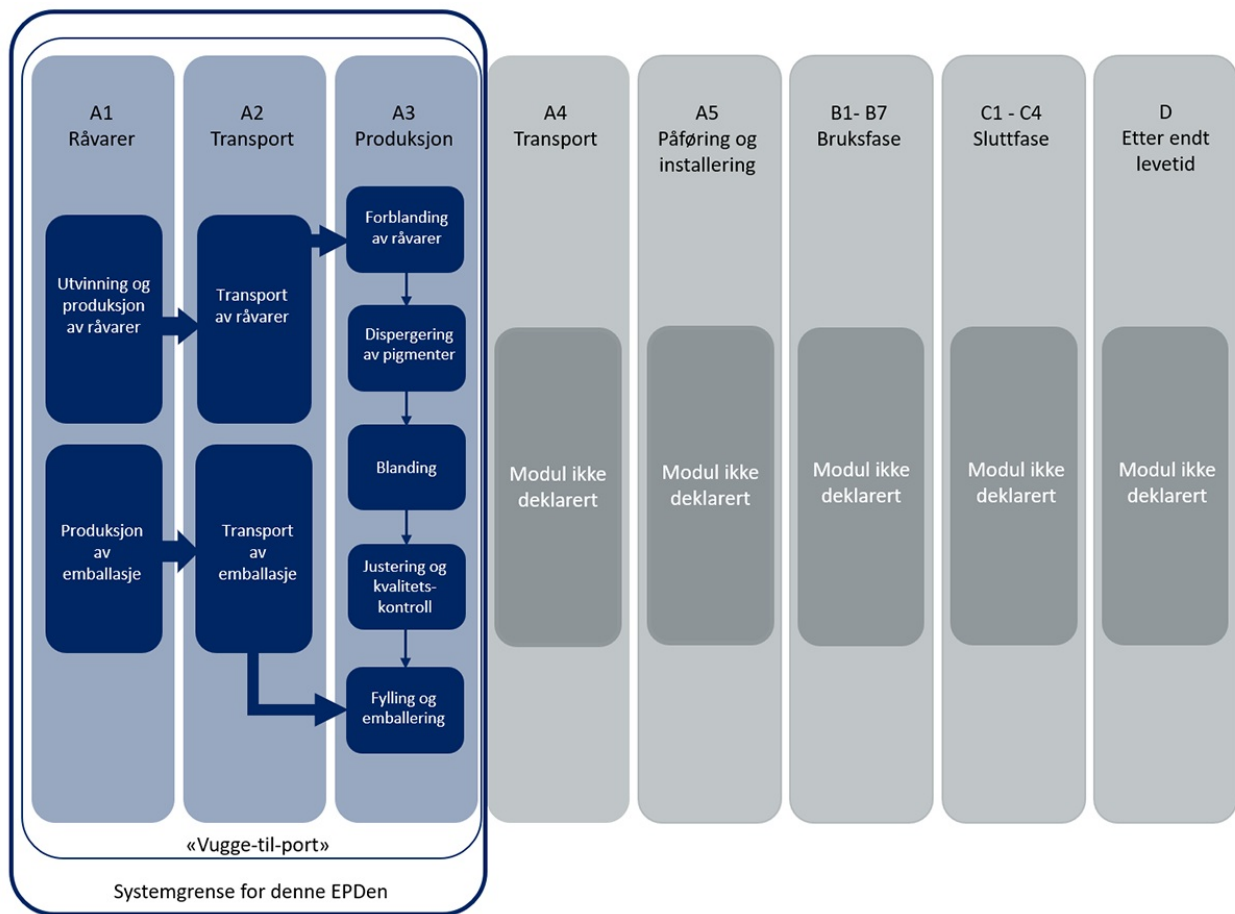 A1
Råvarer
A2
Transport
A3
Produksjon
A4
Transport
A5
Påføring og
installering
B1- B7
Bruksfase
C1 - C4
Sluttfase
D
Etter endt
levetid
Utvinning og
produksjon
av råvarer
Produksjon
av
emballasje
Transport
av råvarer
Transport
av
emballasje
Forblanding
av råvarer
Dispergering
av pigmenter
Blanding
Justering og
kvalitets-
kontroll
Fylling og
emballering
Modul ikke
deklarert
Modul ikke
deklarert
Modul ikke
deklarert
Modul ikke
deklarert
Modul ikke
deklarert
«Vugge-til-port»
Systemgrense for denne EPDen